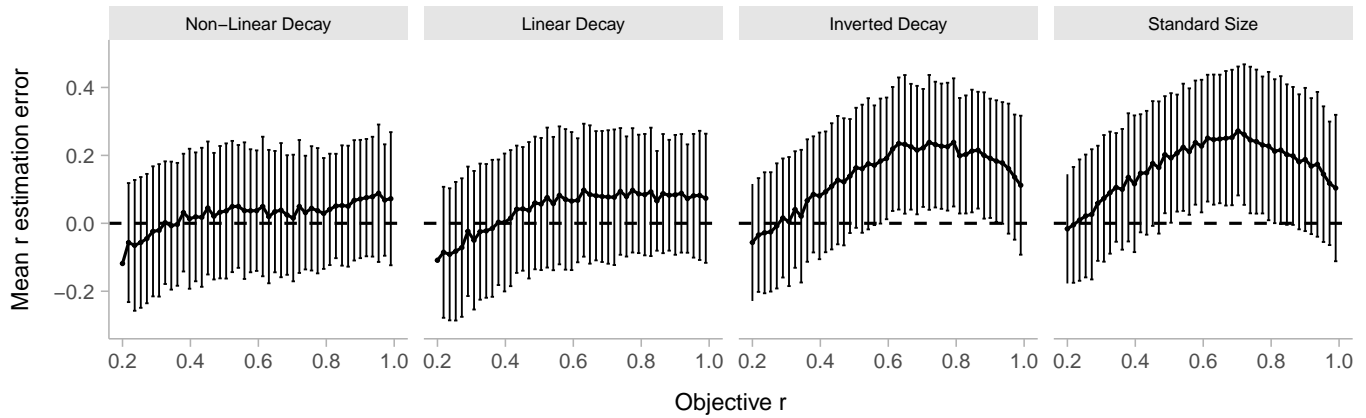 Non−Linear Decay
Linear Decay
Inverted Decay
Standard Size
Mean r estimation error
0.4
0.2
0.0
−0.2
0.2 0.4 0.6 0.8 1.0
0.2 0.4 0.6 0.8 1.0
0.2 0.4 0.6 0.8 1.0
0.2 0.4 0.6 0.8 1.0
Objective r